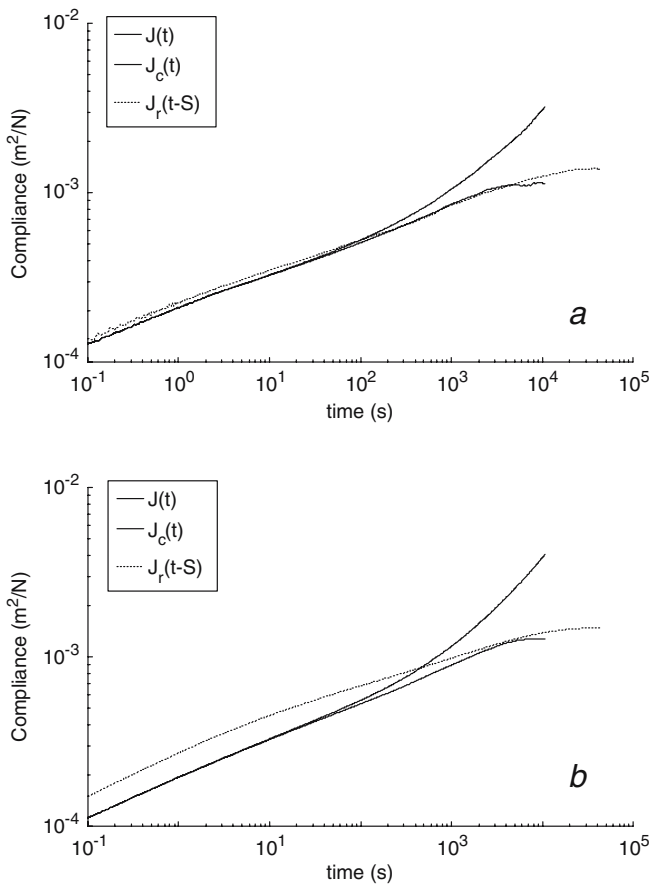 10⁻²
J(t)
J_c(t)
J_r(t-S)
Compliance (m²/N)
10⁻³
a
10⁻⁴
10⁻¹ 10⁰ 10¹ 10² 10³ 10⁴ 10⁵
time (s)
10⁻²
J(t)
J_c(t)
J_r(t-S)
Compliance (m²/N)
10⁻³
b
10⁻⁴
10⁻¹ 10¹ 10² 10³ 10⁵
time (s)